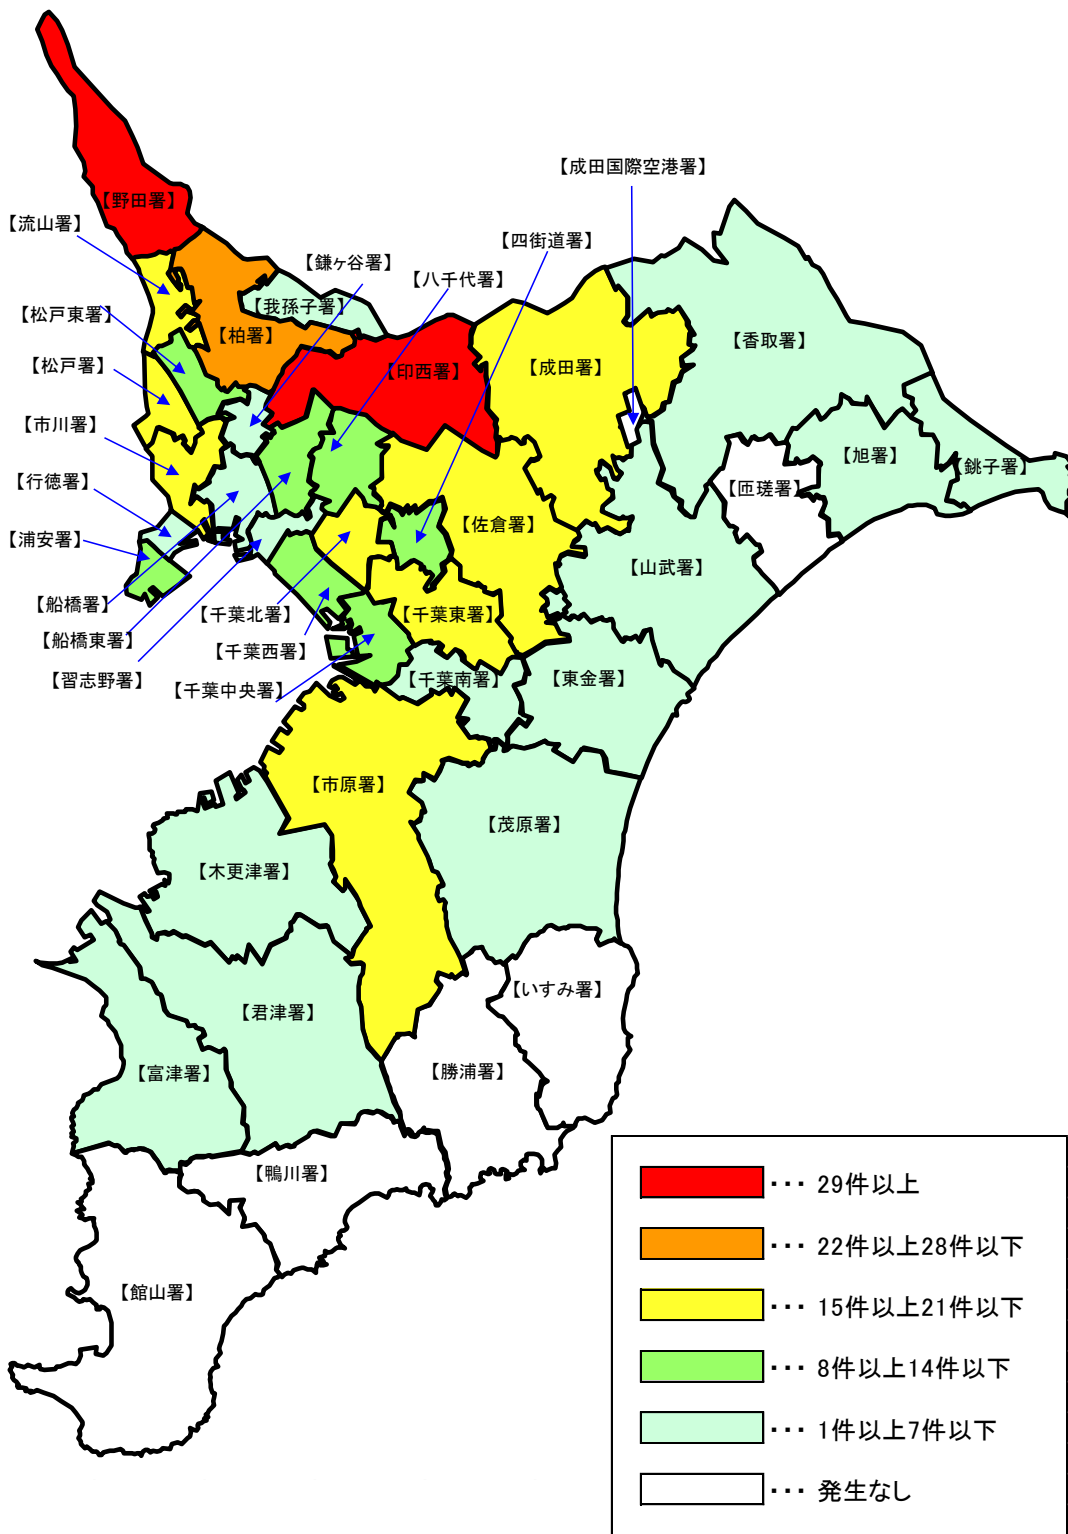 【成田国際空港署】
【野田署】
【流山署】
【四街道署】
【鎌ヶ谷署】
【八千代署】
【我孫子署】
【松戸東署】
【柏署】
【香取署】
【松戸署】
【印西署】
【成田署】
【市川署】
【旭署】
【銚子署】
【行徳署】
【匝瑳署】
【佐倉署】
【浦安署】
【山武署】
【船橋署】
【千葉北署】
【千葉東署】
【船橋東署】
【千葉西署】
【習志野署】
【千葉南署】
【東金署】
【千葉中央署】
【市原署】
【茂原署】
【木更津署】
【いすみ署】
【君津署】
【富津署】
【勝浦署】
【鴨川署】
【館山署】
・・・ 29件以上
・・・ 22件以上28件以下
・・・ 15件以上21件以下
・・・ 8件以上14件以下
・・・ 1件以上7件以下
・・・ 発生なし